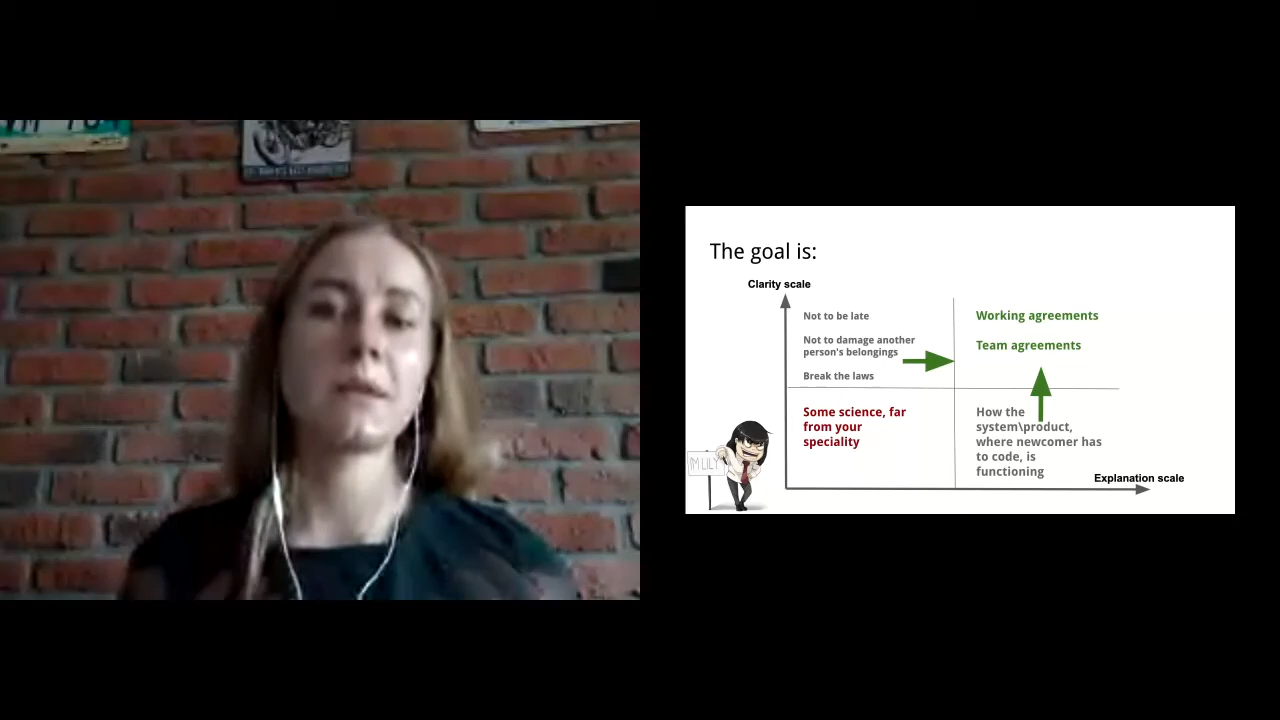 The goal is:
Clarity scale
Not to be late
Not to damage another
person's belongings
Break the laws
Working agreements
Team agreements
Some science, far
from your
speciality
How the
system\product,
where newcomer has
to code, is
functioning
Explanation scale
I'M LILY